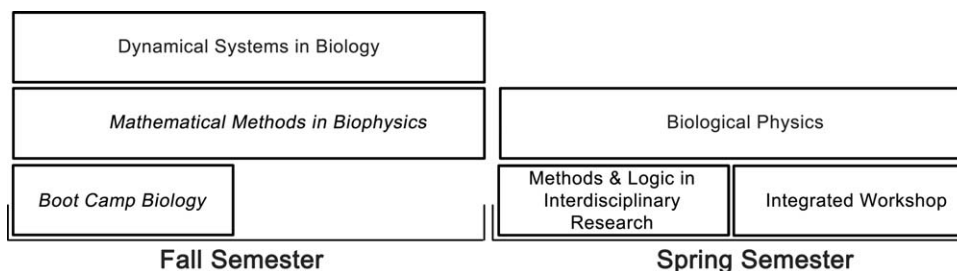 Dynamical Systems in Biology
Mathematical Methods in Biophysics
Biological Physics
Boot Camp Biology
Methods & Logic in
Interdisciplinary
Research
Integrated Workshop
Fall Semester
Spring Semester